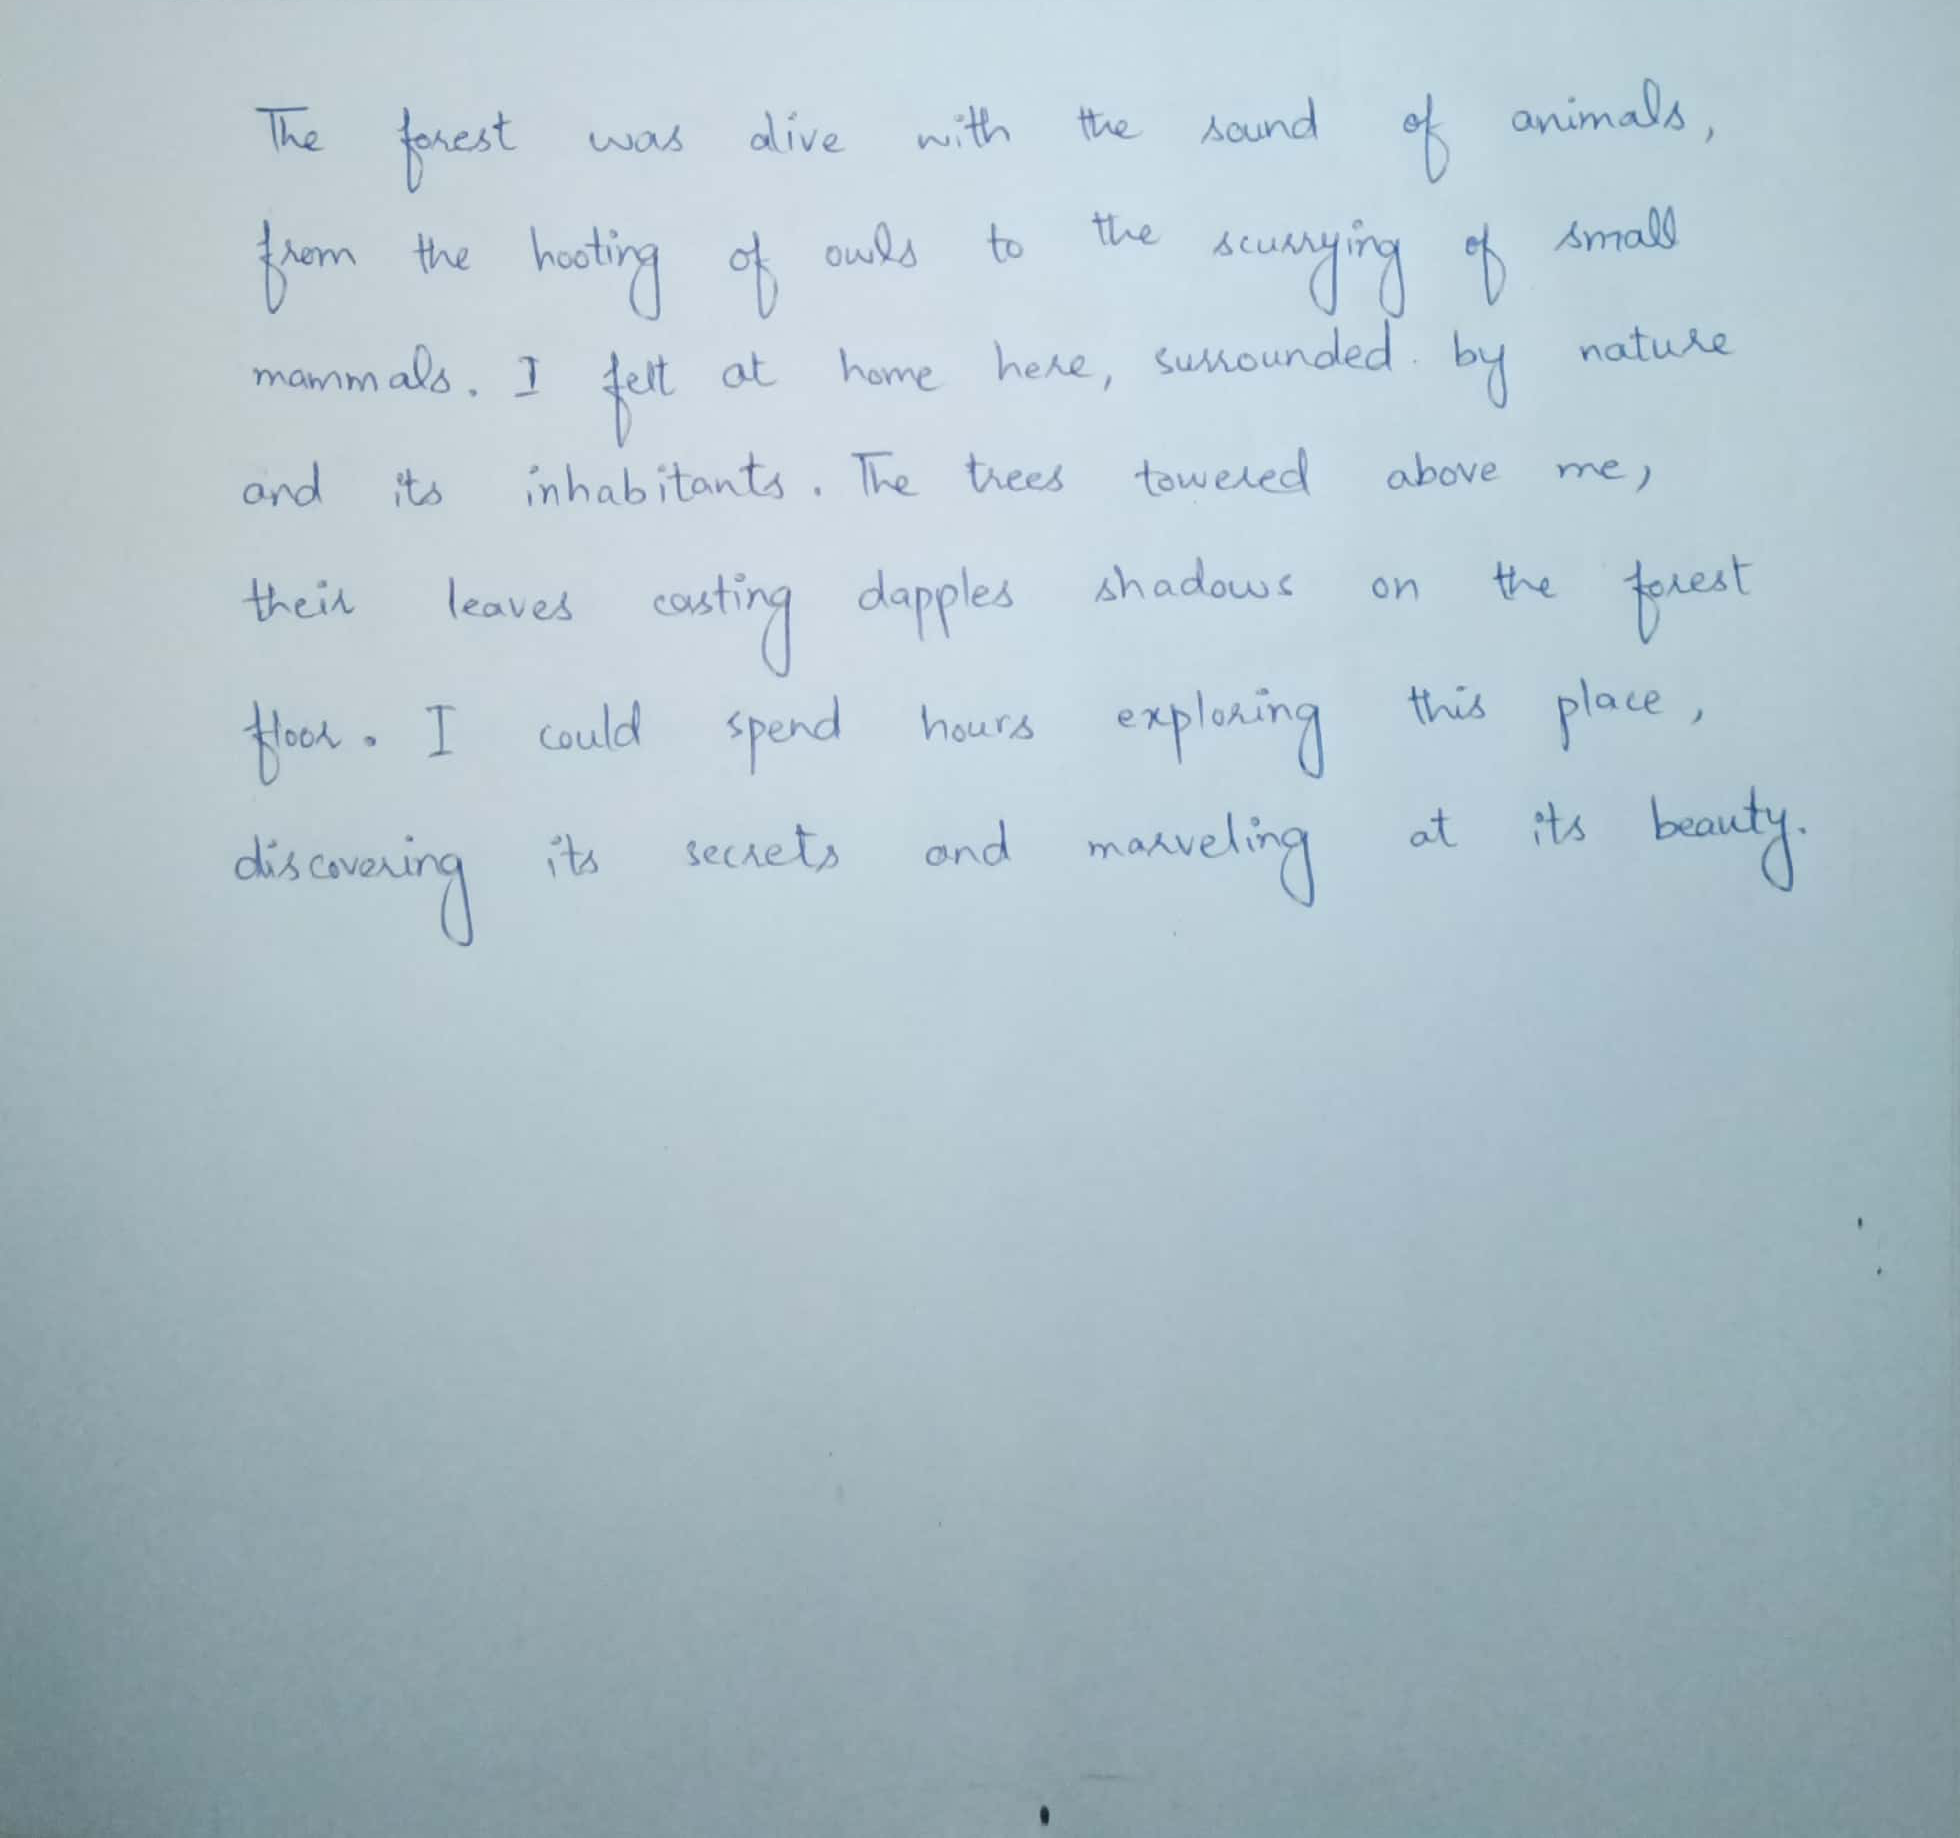 The forest was alive with the sound of animals,
from the hooting of owls to the scurrying of small
mammals. I felt at home here, surrounded by nature
and its inhabitants. The trees towered above me,
their leaves casting dapples shadows on the forest
floor. I could spend hours exploring this place,
discovering its secrets and marveling at its beauty.